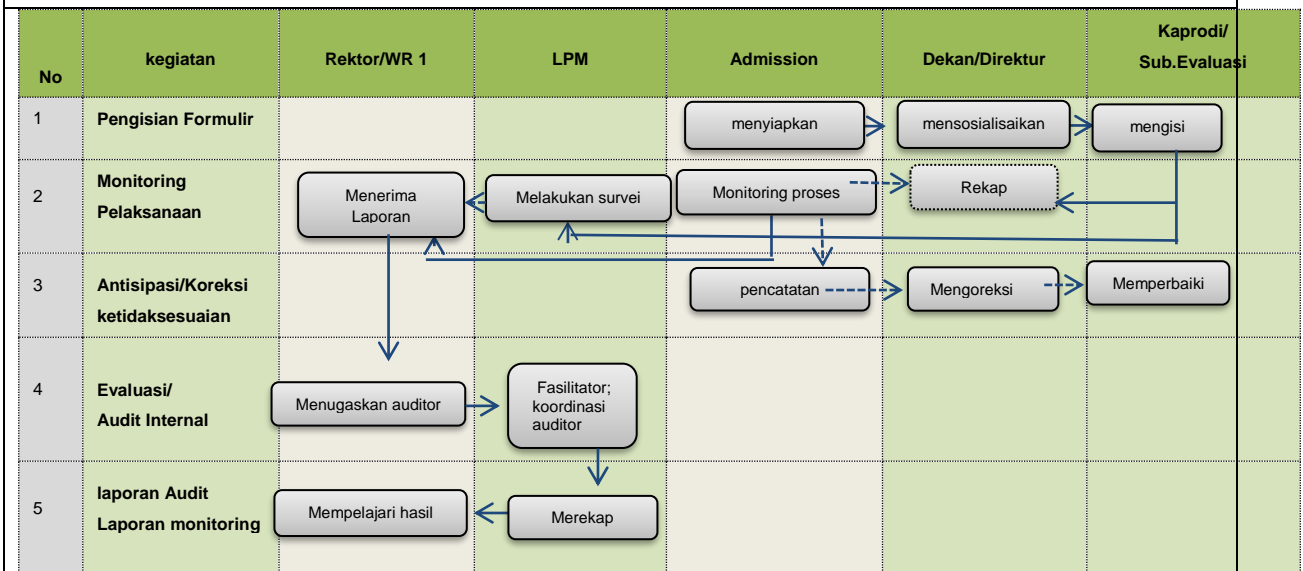 No
kegiatan
Rektor/WR 1
LPM
Admission
Dekan/Direktur
Kaprodi/
Sub.Evaluasi
1
Pengisian Formulir
menyiapkan
mensosialisaikan
mengisi
2
Monitoring
Pelaksanaan
Menerima
Laporan
Melakukan survei
Monitoring proses
Rekap
3
Antisipasi/Koreksi
ketidaksesuaian
pencatatan
Mengoreksi
Memperbaiki
4
Evaluasi/
Audit Internal
Menugaskan auditor
Fasilitator;
koordinasi
auditor
5
laporan Audit
Laporan monitoring
Mempelajari hasil
Merekap